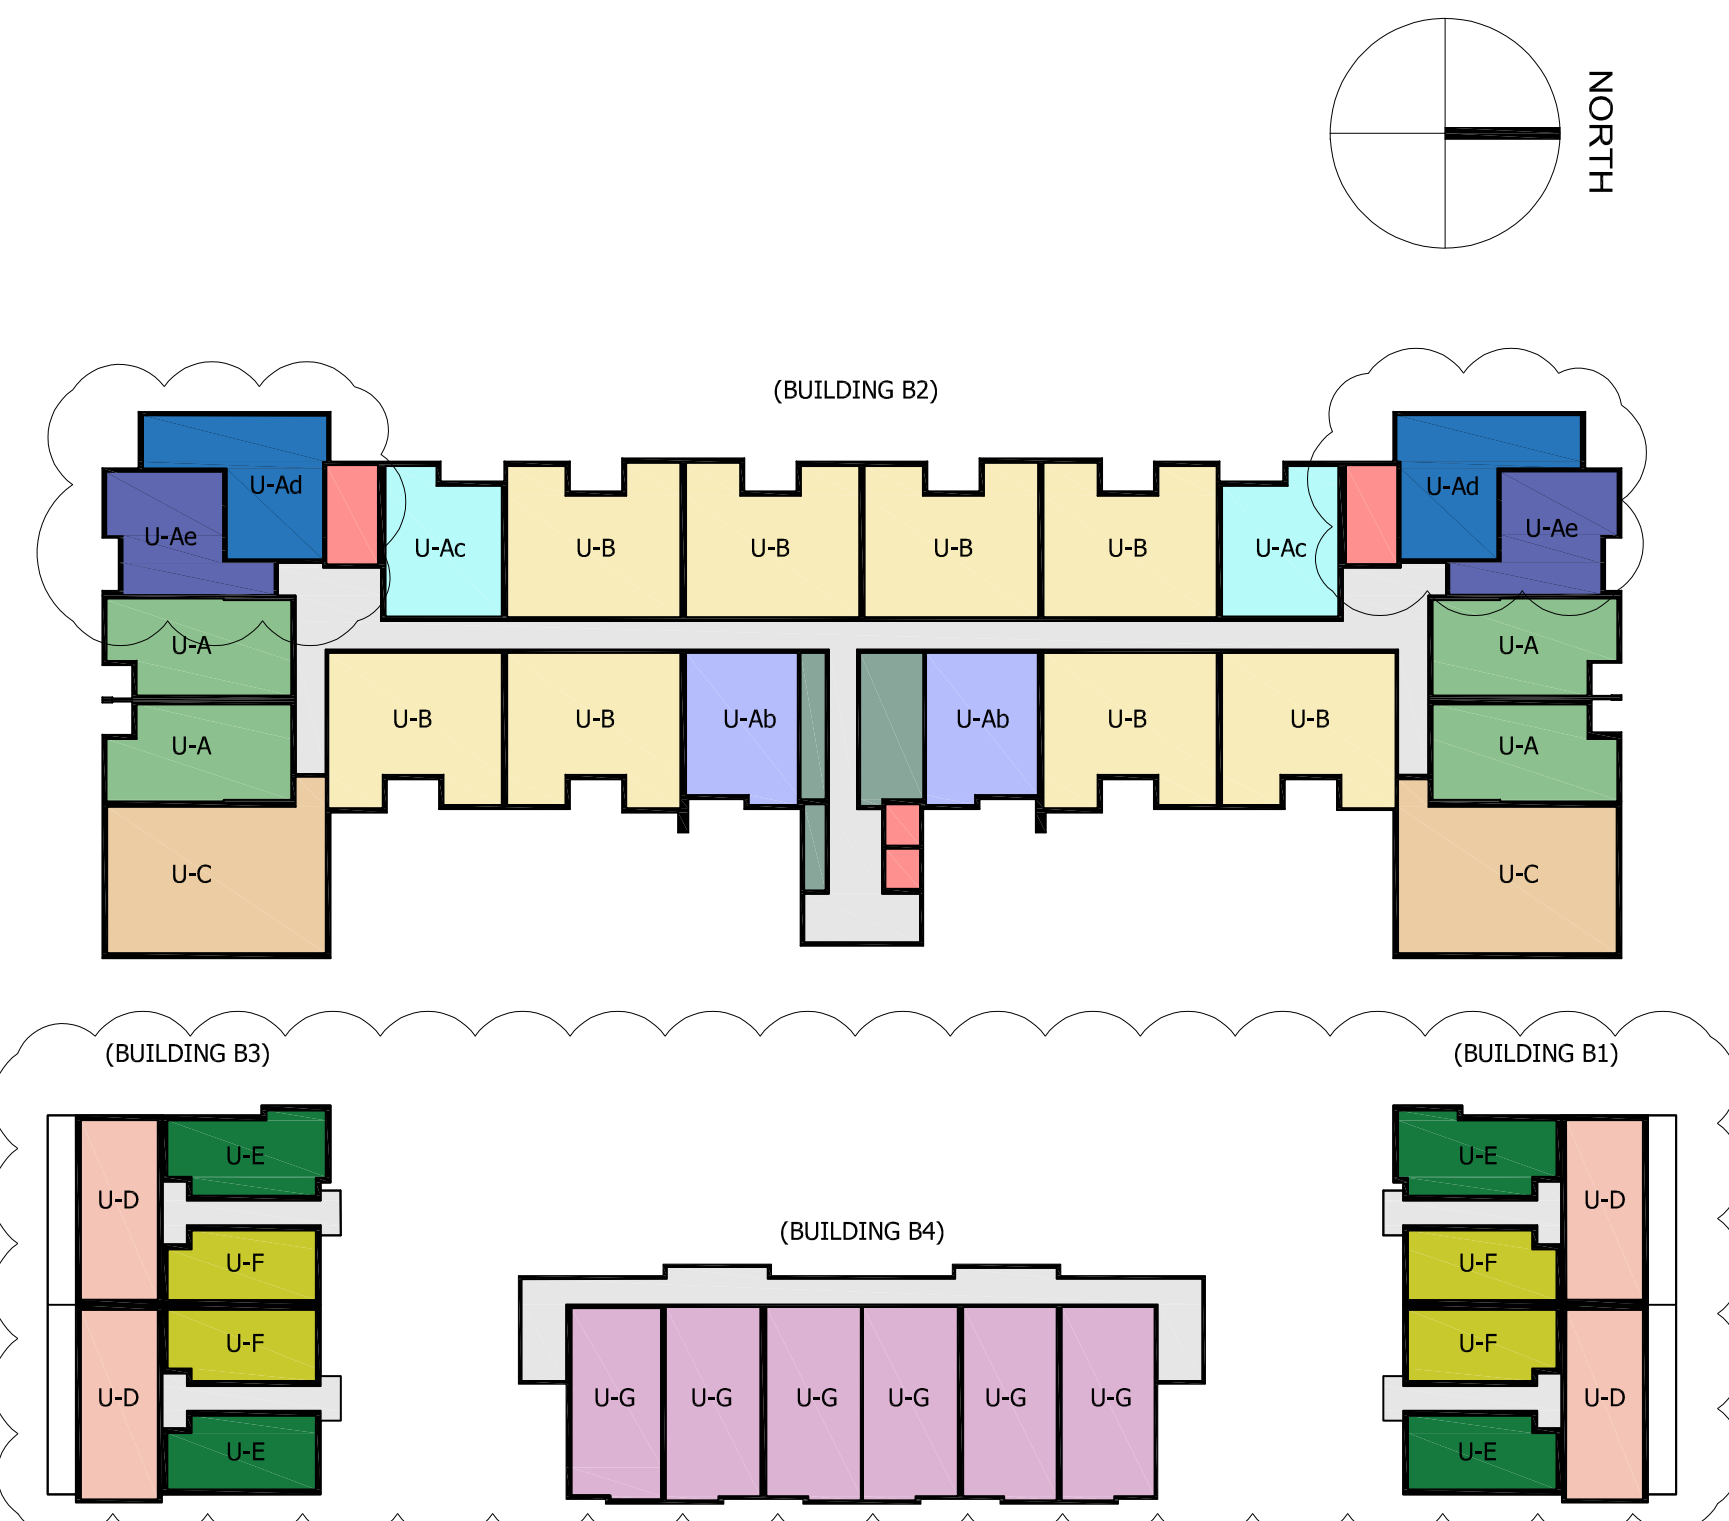 NORTH
(BUILDING B2)
U-Ad
U-Ad
U-Ae
U-Ac
U-B
U-B
U-B
U-B
U-Ac
U-Ae
U-A
U-A
U-B
U-B
U-Ab
U-Ab
U-B
U-B
U-A
U-A
U-C
U-C
(BUILDING B3)
(BUILDING B1)
U-E
U-E
U-D
U-D
U-F
U-F
(BUILDING B4)
U-F
U-F
U-D
U-G
U-G
U-G
U-G
U-G
U-G
U-D
U-E
U-E